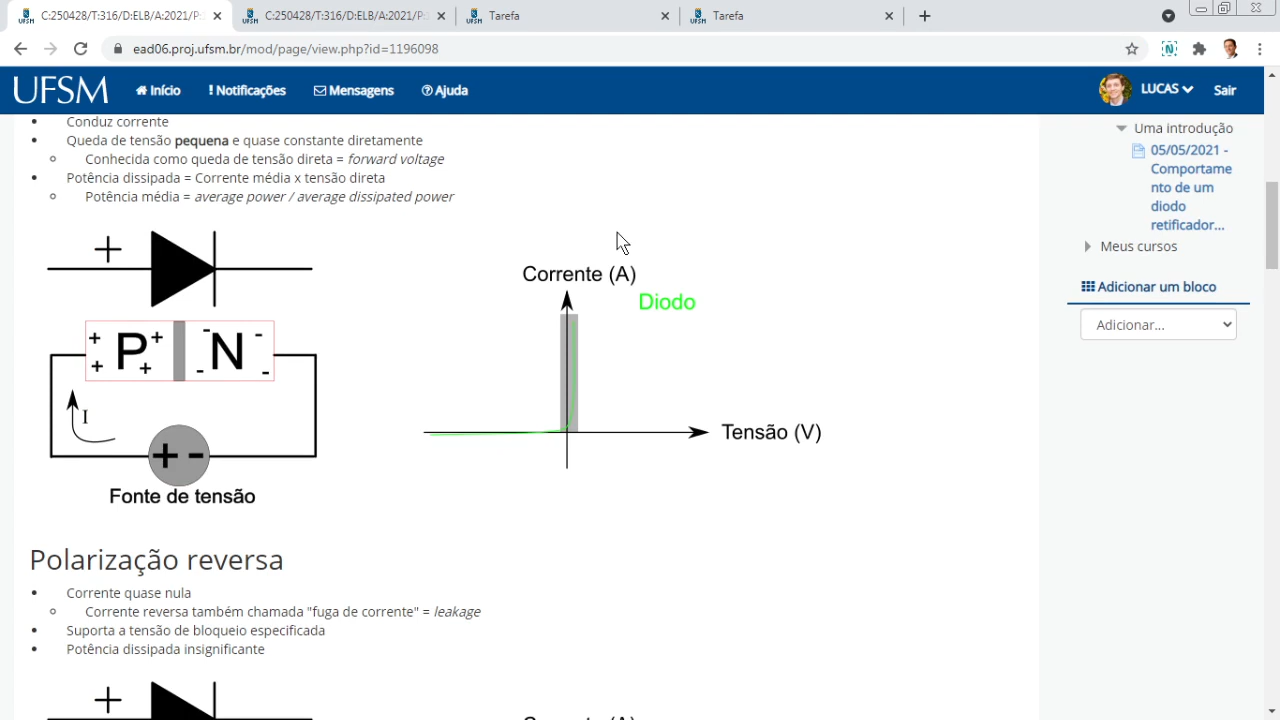 C:250428/T:316/D:ELB/A:2021/P:
C:250428/T:316/D:ELB/A:2021/P:
Tarefa
Tarefa
ead06.proj.ufsm.br/mod/page/view.php?id=1196098
UFSM
Início
Notificações
Mensagens
Ajuda
LUCAS
Sair
Conduz corrente
Queda de tensão pequena e quase constante diretamente
Conhecida como queda de tensão direta = forward voltage
Potência dissipada = Corrente média x tensão direta
Potência média = average power / average dissipated power
+
Corrente (A)
Diodo
P
N
I
+ -
Tensão (V)
Fonte de tensão
Polarização reversa
Corrente quase nula
Corrente reversa também chamada "fuga de corrente" = leakage
Suporta a tensão de bloqueio especificada
Potência dissipada insignificante
+
Corrente (A)
Uma introdução
05/05/2021 -
Comportame
nto de um
diodo
retificador...
Meus cursos
Adicionar um bloco
Adicionar...